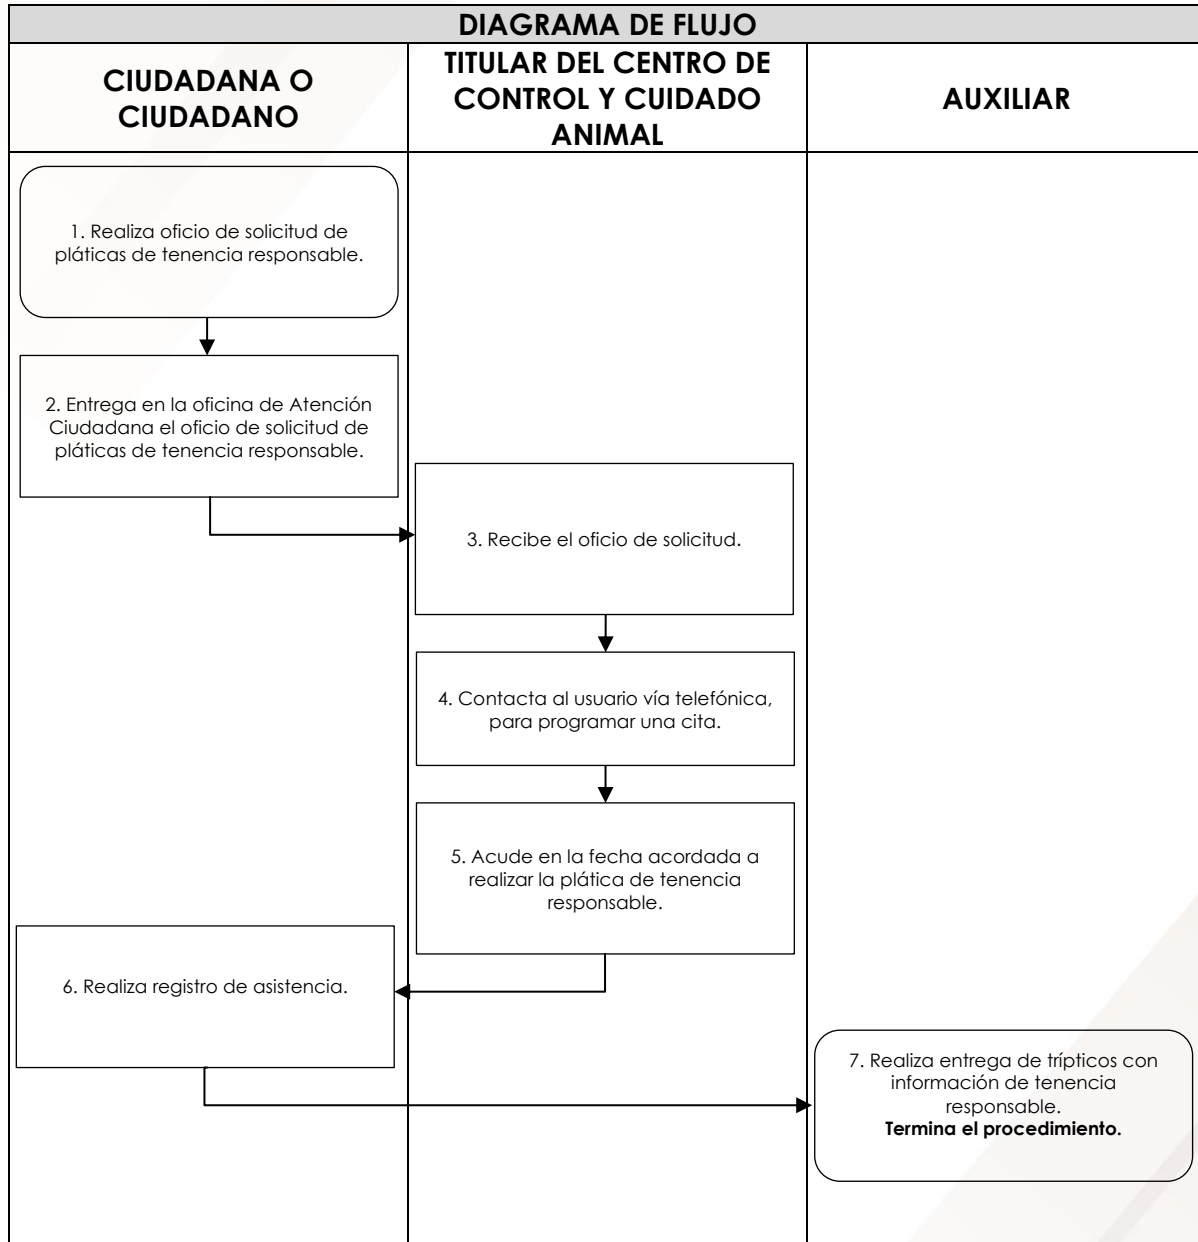 DIAGRAMA DE FLUJO
CIUDADANA O
CIUDADANO
TITULAR DEL CENTRO DE
CONTROL Y CUIDADO
ANIMAL
AUXILIAR
1. Realiza oficio de solicitud de
pláticas de tenencia responsable.
2. Entrega en la oficina de Atención
Ciudadana el oficio de solicitud de
pláticas de tenencia responsable.
3. Recibe el oficio de solicitud.
4. Contacta al usuario vía telefónica,
para programar una cita.
5. Acude en la fecha acordada a
realizar la plática de tenencia
responsable.
6. Realiza registro de asistencia.
7. Realiza entrega de trípticos con
información de tenencia
responsable.
Termina el procedimiento.